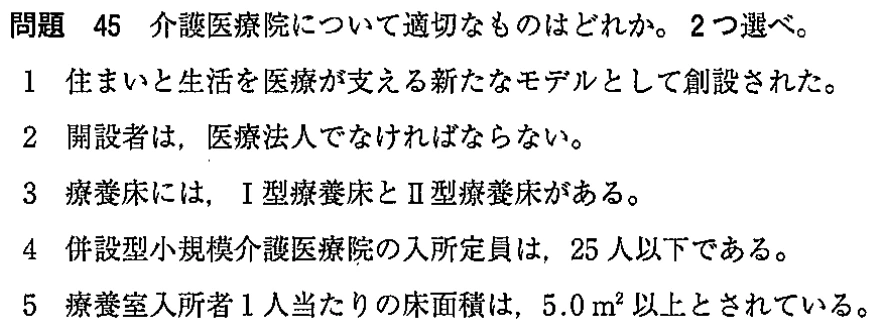 問題 45 介護医療院について適切なものはどれか。2つ選べ。
1 住まいと生活を医療が支える新たなモデルとして創設された。
2 開設者は，医療法人でなければならない。
3 療養床には，Ⅰ型療養床とⅡ型療養床がある。
4 併設型小規模介護医療院の入所定員は，25人以下である。
5 療養室入所者1人当たりの床面積は，5.0 m²以上とされている。